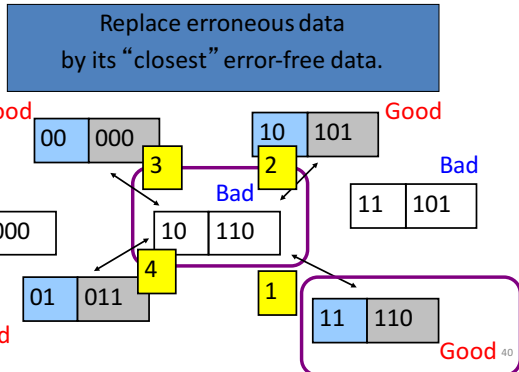 Replace erroneous data
by its “closest” error-free data.
Good
00 000
10 101
Good
3
2
Bad
Bad
11 101
10 110
000
4
01 011
1
11 110
Good 40